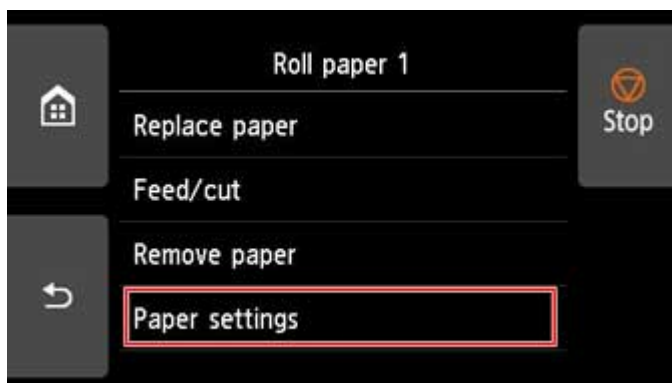 Roll paper 1
Stop
Replace paper
Feed/cut
Remove paper
Paper settings